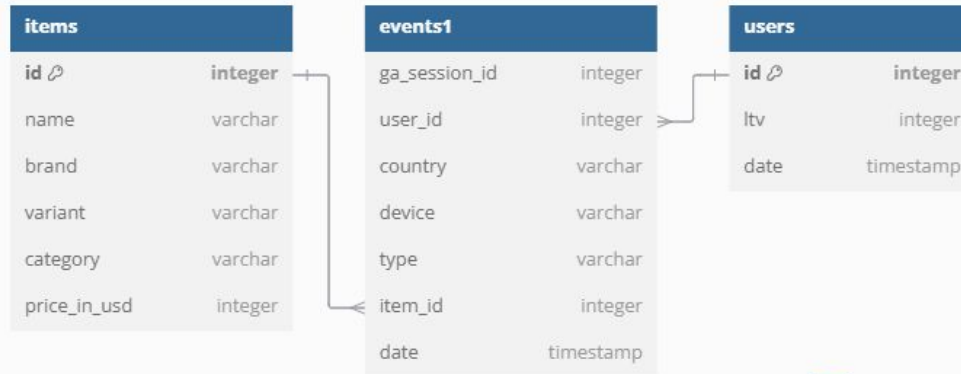 items
id integer
name varchar
brand varchar
variant varchar
category varchar
price_in_usd integer
events1
ga_session_id integer
user_id integer
country varchar
device varchar
type varchar
item_id integer
date timestamp
users
id integer
ltv integer
date timestamp